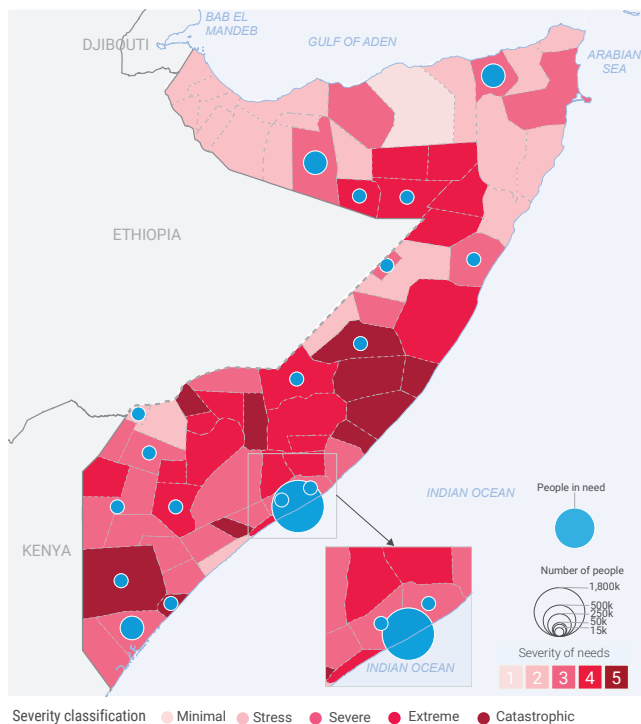 BAB EL
MANDEB
DJIBOUTI
GULF OF ADEN
ARABIAN
SEA
ETHIOPIA
INDIAN OCEAN
People in need
KENYA
Number of people
1,800k
500k
250k
50k
15k
INDIAN OCEAN
Severity of needs
1 2 3 4 5
Severity classification Minimal Stress Severe Extreme Catastrophic